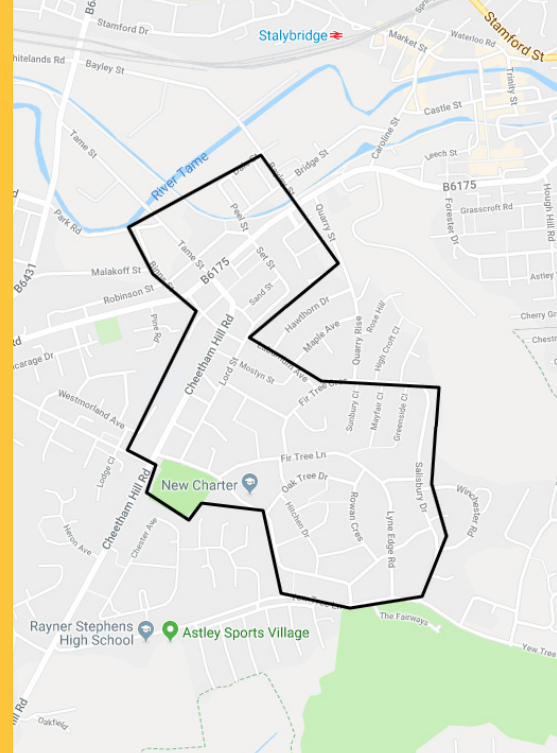 Stamford Dr
Stalybridge
Stamford St
Market St
Waterloo Rd
Bayley St
Trinity St
Castle St
Caroline St
Tame St
River Tame
Bridge St
Leech St
B6175
Grasscroft Rd
Forester Dr
Hough Hill Rd
Park Rd
Peel St
Quarry St
Tame St
Set St
Malakoff St
B6175
B6431
Robinson St
Sand St
Hawthorn Dr
Maple Ave
Quarry Rise
Rose Hill
High Croft Cl
Cheetham Hill Rd
Lord St
Mostyn St
Westmorland Ave
Sunbury Cl
Mayfair Cl
Greenside Cl
Fir Tree Ln
Lodge Cl
New Charter
Oak Tree Dr
Salisbury Dr
Winchester Rd
Rowan Cres
Hitchen Dr
Lyne Edge Rd
Cheetham Hill Rd
Chester Ave
Heron Ave
Yew Tree Ln
The Fairways
Rayner Stephens
High School
Astley Sports Village
Yew Tree
Oakfield